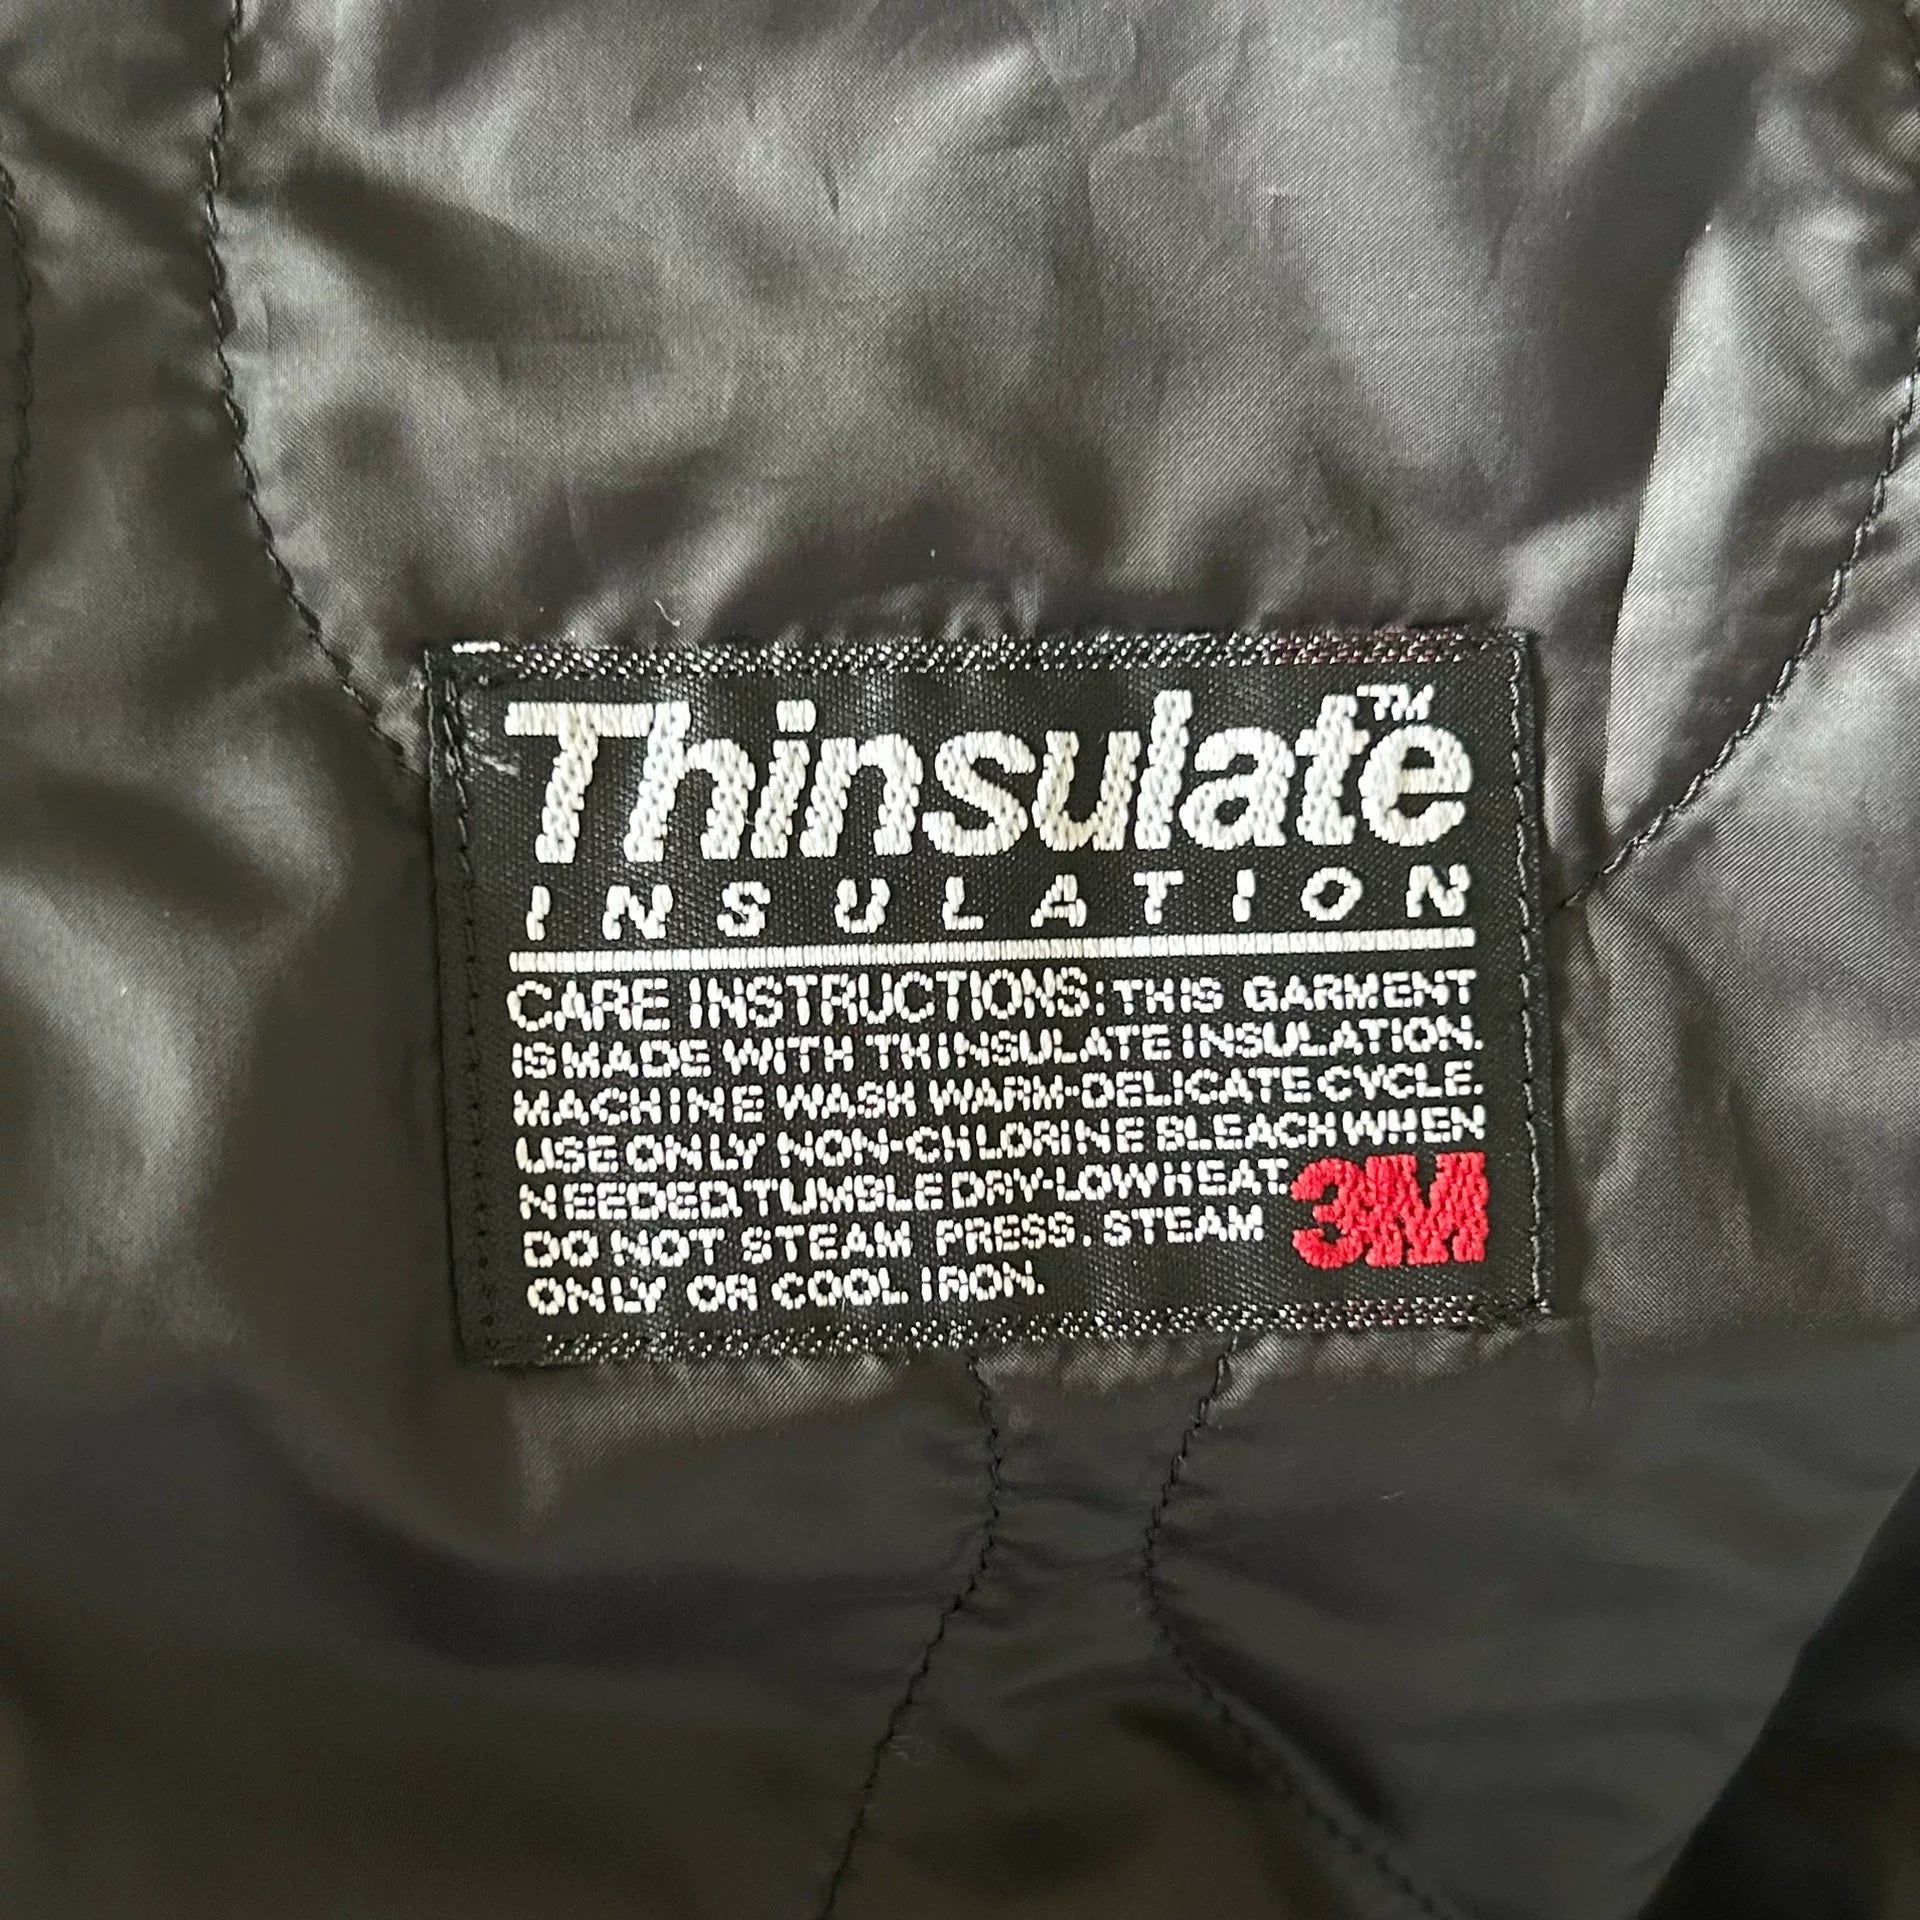 Thinsulate™
INSULATION
CARE INSTRUCTIONS: THIS GARMENT
IS MADE WITH THINSULATE INSULATION.
MACHINE WASH WARM-DELICATE CYCLE.
USE ONLY NON-CHLORINE BLEACH WHEN
NEEDED. TUMBLE DRY-LOW HEAT.
DO NOT STEAM PRESS. STEAM
ONLY OR COOL IRON.
3M